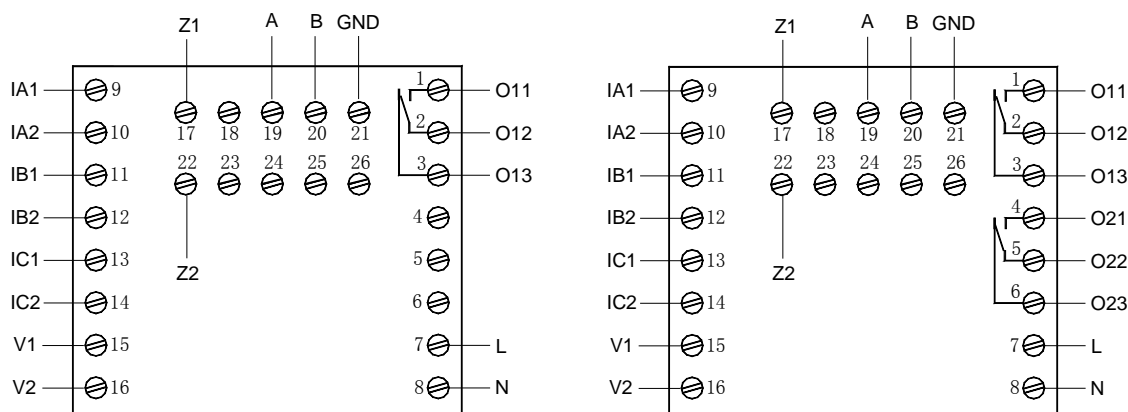 Z1 A B GND
IA1 9 1 O11
IA2 10 17 18 19 20 21 2 O12
IB1 11 22 23 24 25 26 3 O13
IB2 12 4
IC1 13 Z2 5
IC2 14 6
V1 15 7 L
V2 16 8 N
Z1 A B GND
IA1 9 1 O11
IA2 10 17 18 19 20 21 2 O12
IB1 11 22 23 24 25 26 3 O13
IB2 12 4 O21
IC1 13 Z2 5 O22
IC2 14 6 O23
V1 15 7 L
V2 16 8 N